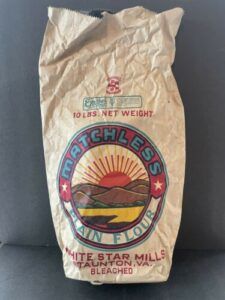 10 LBS. NET WEIGHT
MATCHLESS
PLAIN FLOUR
WHITE STAR MILLS
STAUNTON, VA.
BLEACHED